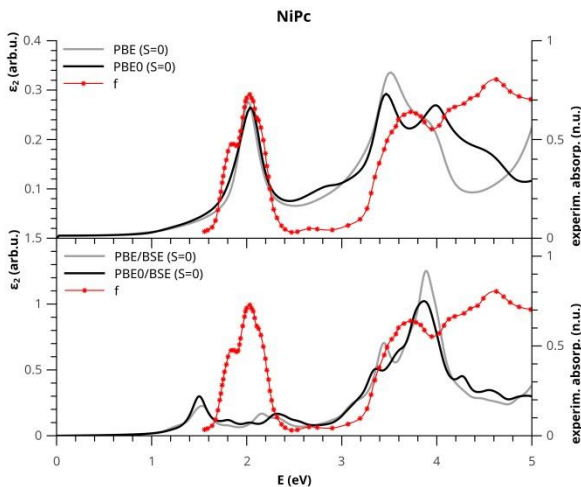 NiPc
0.4
0.3
0.2
0.1
1.5
1
0.5
0
ε2 (arb.u.)
PBE (S=0)
PBE0 (S=0)
f
1
0.5
0
experim. absorp. (n.u.)
ε2 (arb.u.)
PBE/BSE (S=0)
PBE0/BSE (S=0)
f
1
0.5
0
experim. absorp. (n.u.)
0 1 2 3 4 5
E (eV)